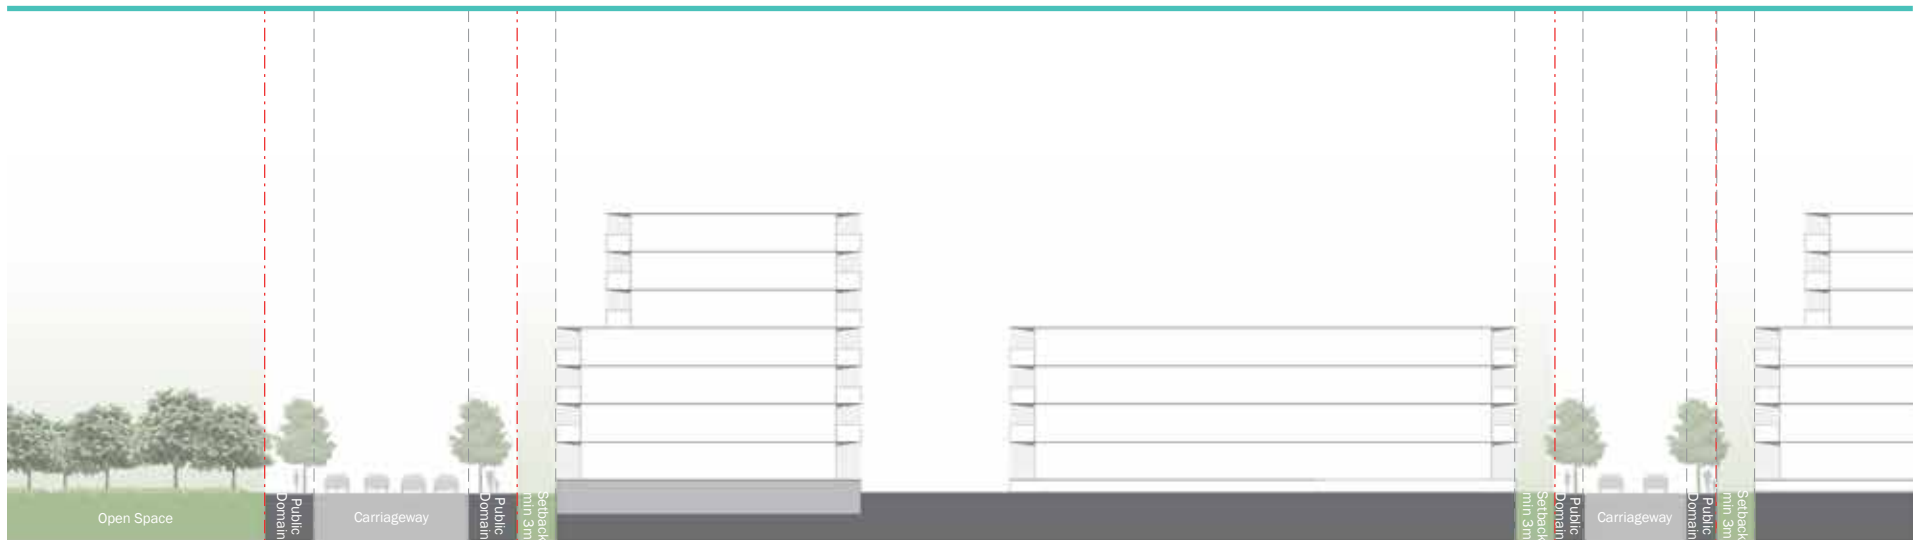 Open Space
Public
Domain
Carriageway
Public
Domain
Setback
min 3m
Setback
min 3m
Public
Domain
Carriageway
Public
Domain
Setback
min 3m